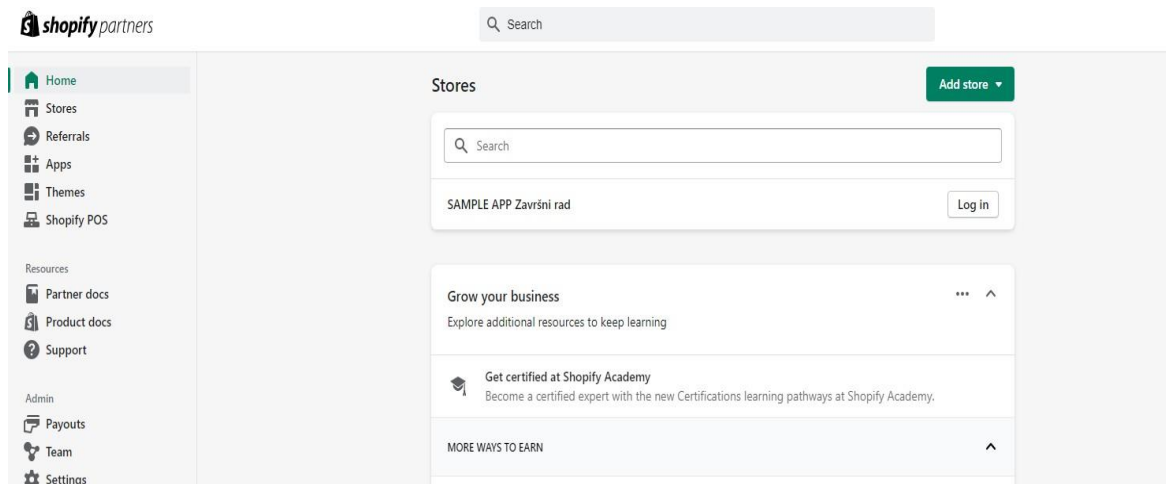 shopify partners
Search
Home
Stores
Referrals
Apps
Themes
Shopify POS
Resources
Partner docs
Product docs
Support
Admin
Payouts
Team
Settings
Stores
Add store
Search
SAMPLE APP Završni rad
Log in
Grow your business
Explore additional resources to keep learning
Get certified at Shopify Academy
Become a certified expert with the new Certifications learning pathways at Shopify Academy.
MORE WAYS TO EARN